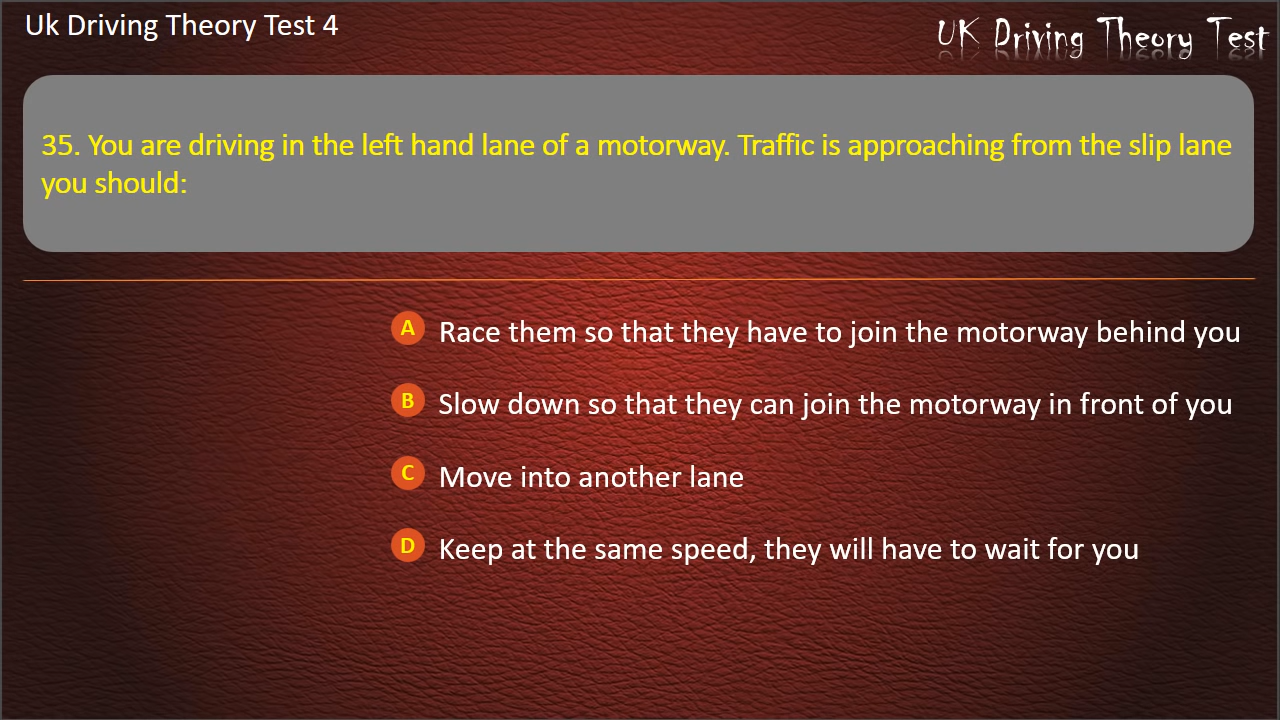 Uk Driving Theory Test 4
UK Driving Theory Test
35. You are driving in the left hand lane of a motorway. Traffic is approaching from the slip lane
you should:
A Race them so that they have to join the motorway behind you
B Slow down so that they can join the motorway in front of you
C Move into another lane
D Keep at the same speed, they will have to wait for you